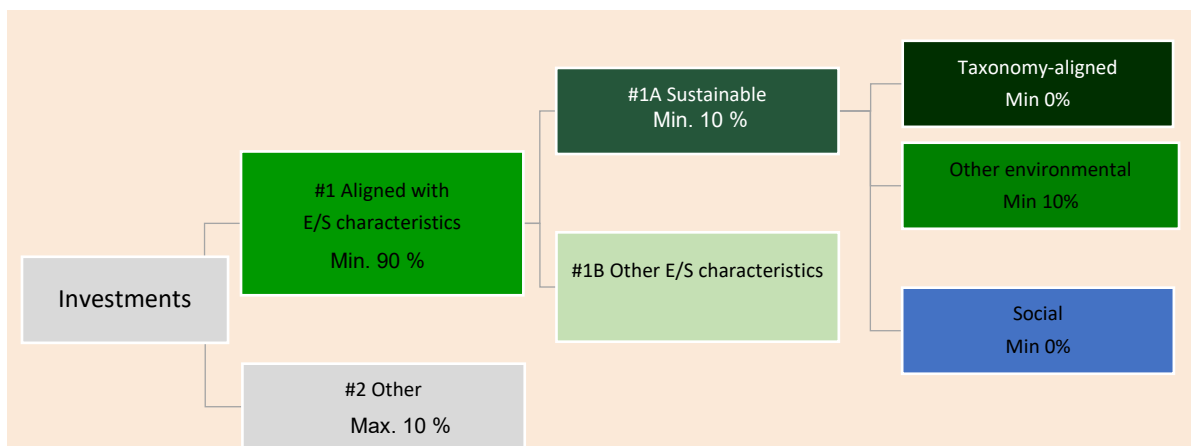 Investments
#1 Aligned with
E/S characteristics
Min. 90 %
#2 Other
Max. 10 %
#1A Sustainable
Min. 10 %
#1B Other E/S characteristics
Taxonomy-aligned
Min 0%
Other environmental
Min 10%
Social
Min 0%